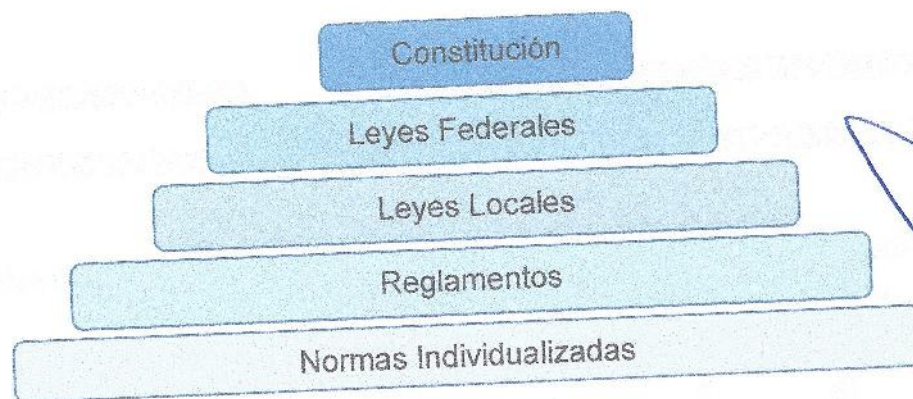 Constitución
Leyes Federales
Leyes Locales
Reglamentos
Normas Individualizadas